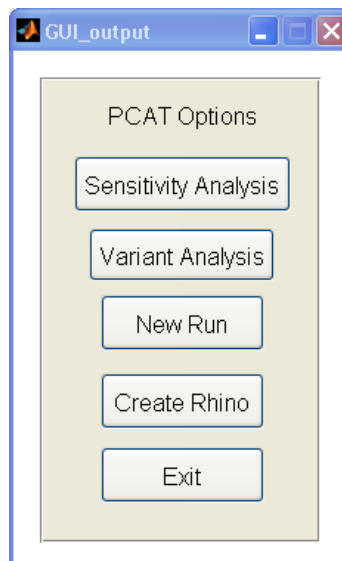 GUI_output
PCAT Options
Sensitivity Analysis
Variant Analysis
New Run
Create Rhino
Exit